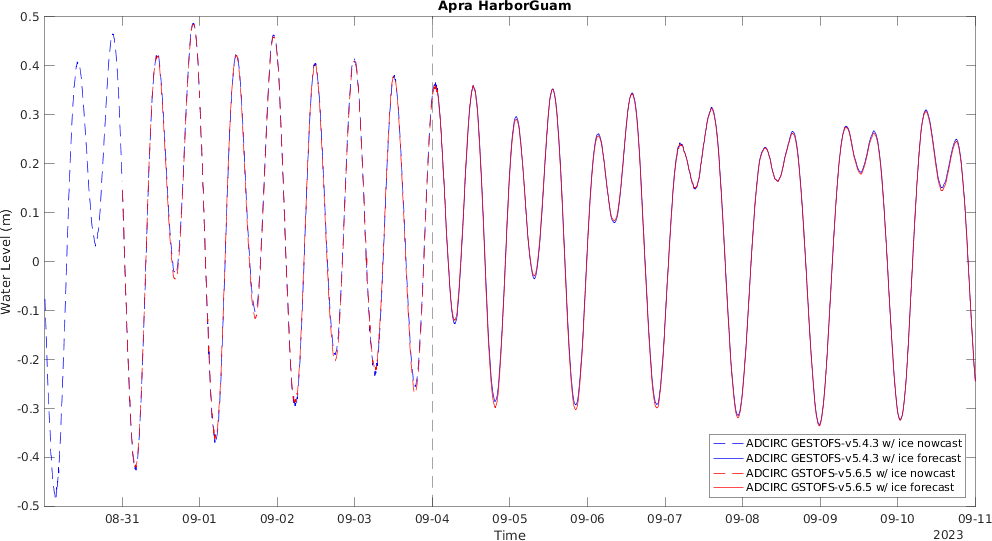 Apra HarborGuam
0.5
0.4
0.3
0.2
0.1
0
-0.1
-0.2
-0.3
-0.4
-0.5
Water Level (m)
ADCIRC GESTOFS-v5.4.3 w/ ice nowcast
ADCIRC GESTOFS-v5.4.3 w/ ice forecast
ADCIRC GSTOFS-v5.6.5 w/ ice nowcast
ADCIRC GSTOFS-v5.6.5 w/ ice forecast
08-31 09-01 09-02 09-03 09-04 09-05 09-06 09-07 09-08 09-09 09-10 09-11
Time
2023